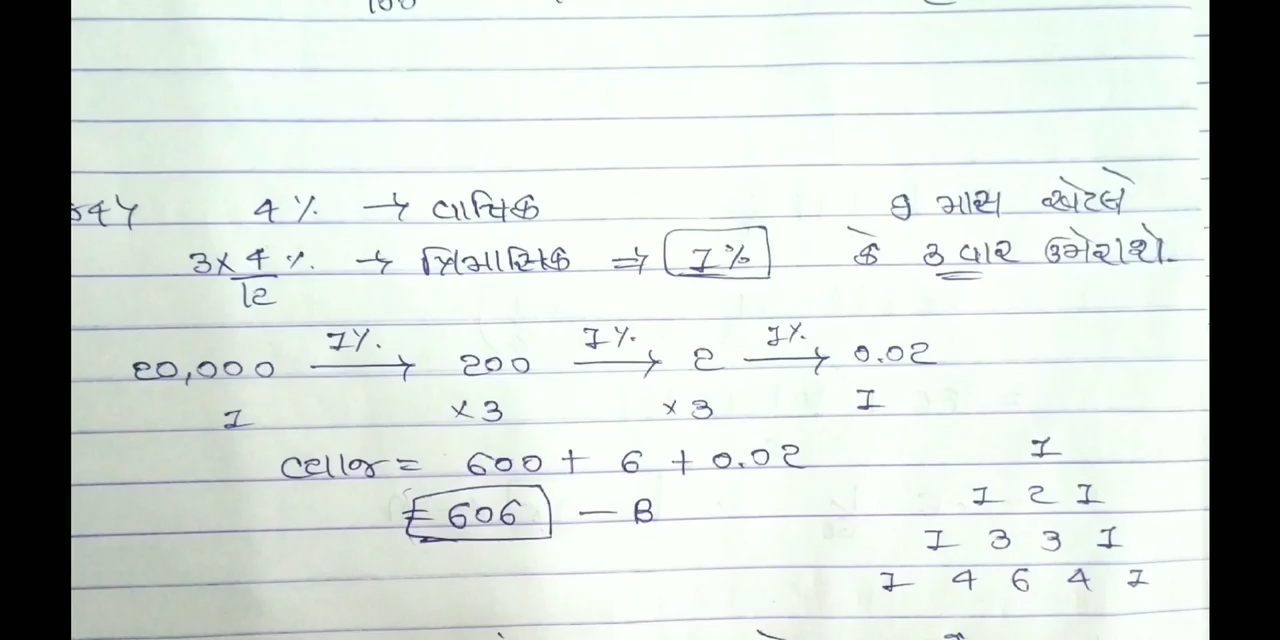 100
4 % → વાર્ષિક
9 માસ એટલે
3 × 4/12 % → ત્રિમાસિક ⇒ 1%
કે 3 વાર ઉમેરાશે.
20,000 1% → 200 1% → 2 1% → 0.02
1 ×3 ×3 1
વ્યાજ = 600 + 6 + 0.02
= 606 — B
1
1 2 1
1 3 3 1
1 4 6 4 1